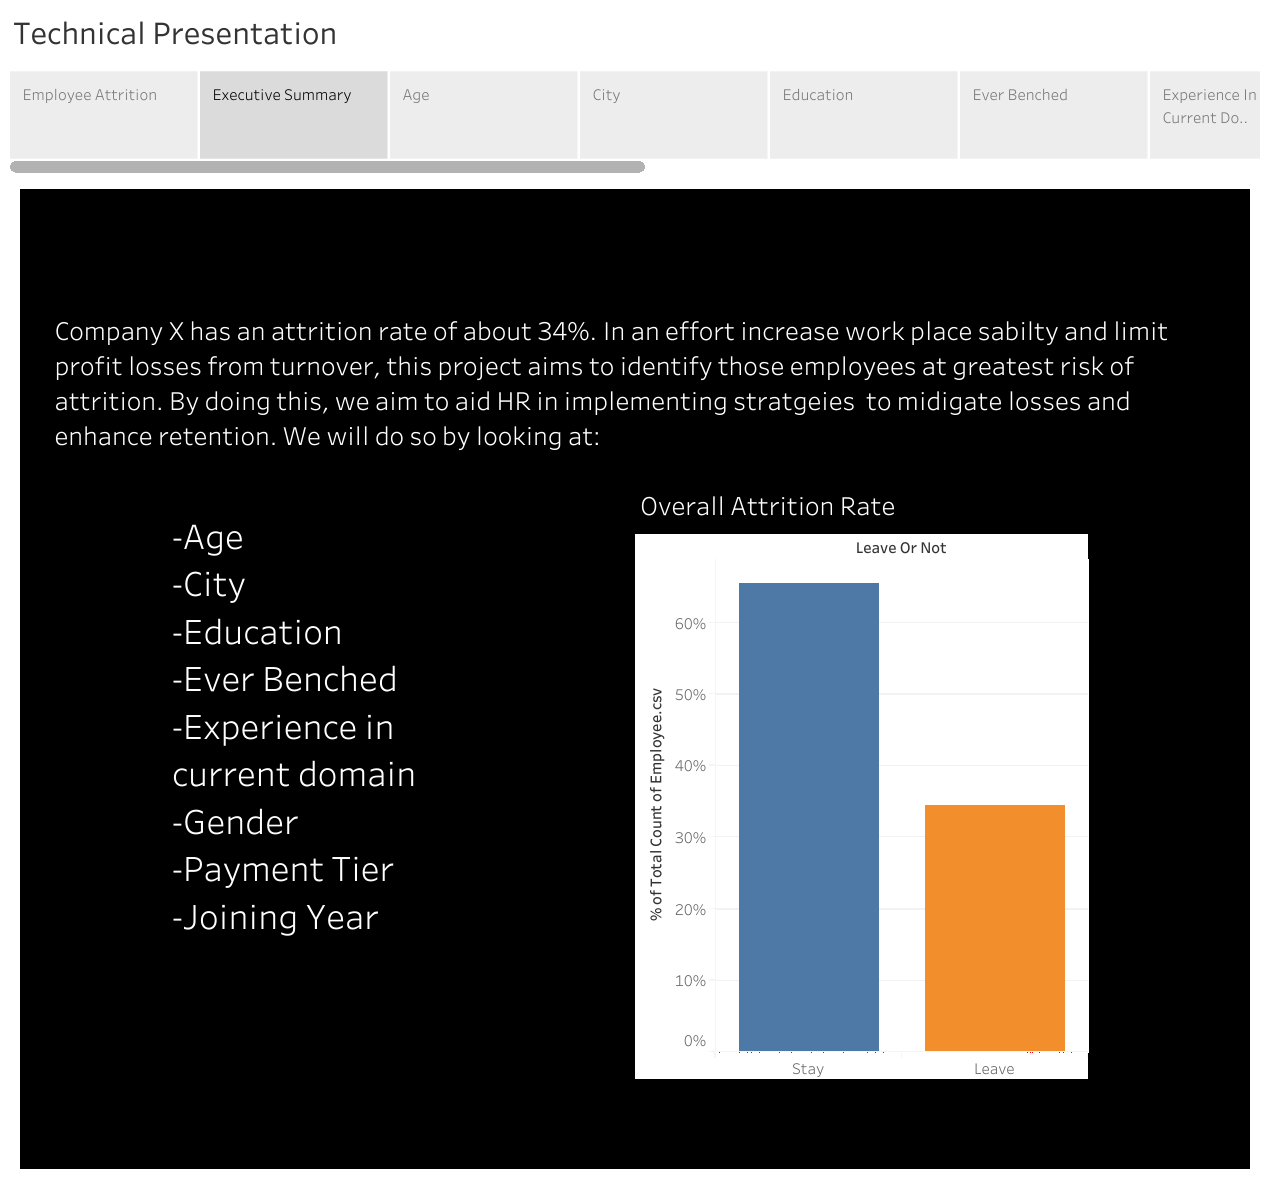 Technical Presentation
Employee Attrition
Executive Summary
Age
City
Education
Ever Benched
Experience In
Current Do..
Company X has an attrition rate of about 34%. In an effort increase work place sabilty and limit
profit losses from turnover, this project aims to identify those employees at greatest risk of
attrition. By doing this, we aim to aid HR in implementing stratgeies  to midigate losses and
enhance retention. We will do so by looking at:
-Age
-City
-Education
-Ever Benched
-Experience in
current domain
-Gender
-Payment Tier
-Joining Year
Overall Attrition Rate
Leave Or Not
% of Total Count of Employee.csv
60%
50%
40%
30%
20%
10%
0%
Stay
Leave